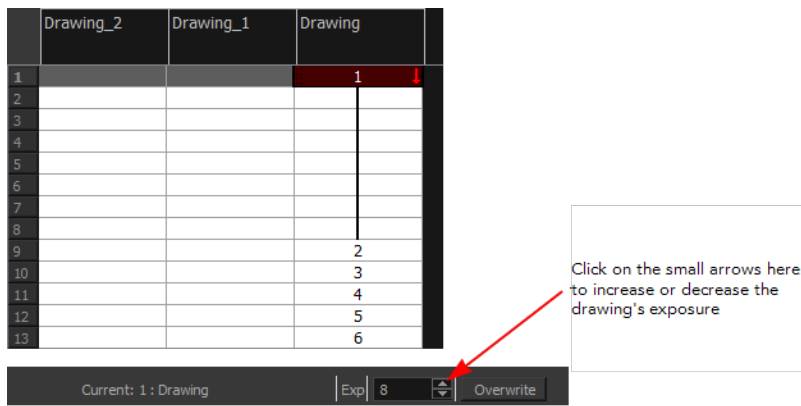 Drawing_2 Drawing_1 Drawing
1 1
2
3
4
5
6
7
8
9 2
10 3
11 4
12 5
13 6
Click on the small arrows here
to increase or decrease the
drawing's exposure
Current: 1 : Drawing Exp 8 Overwrite